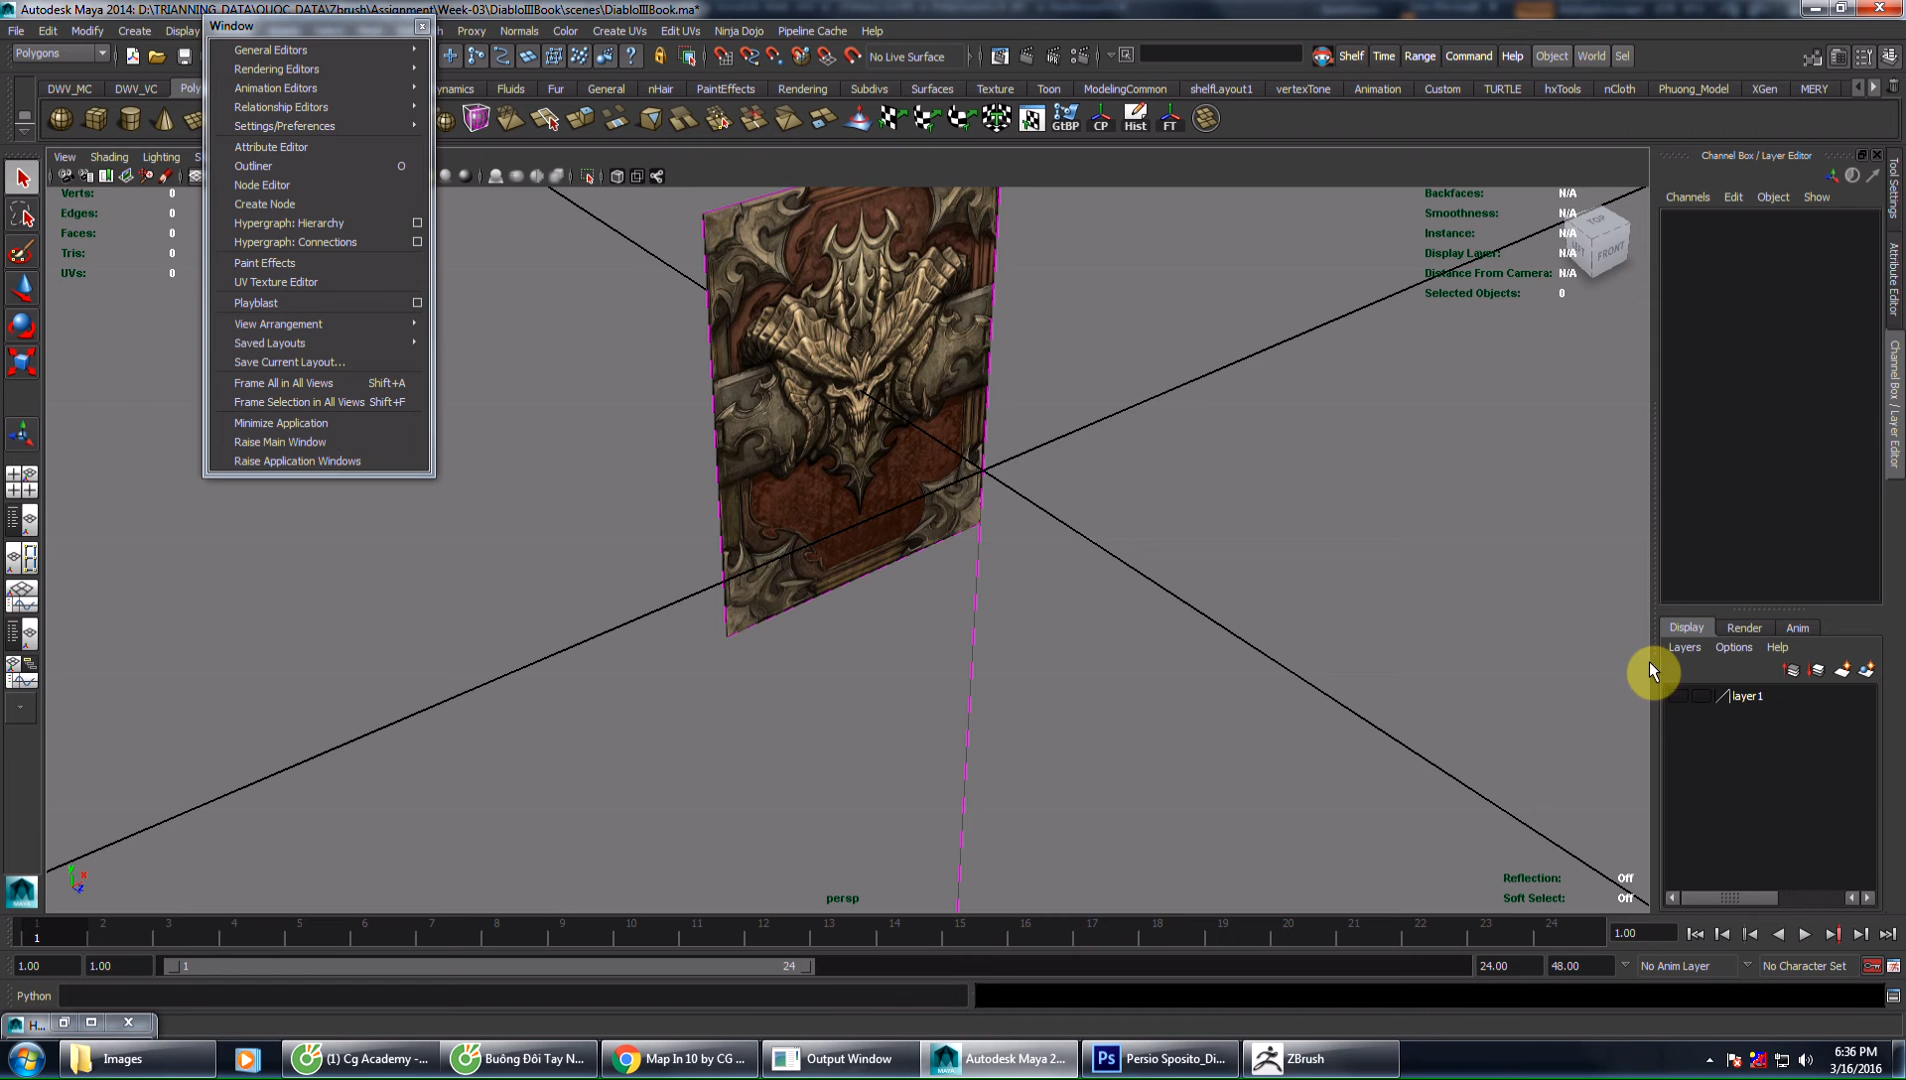 Autodesk Maya 2014: D:\TRIANNING_DATA\QUOC_DATA\Zbrush\Assignment\Week-03\DiabloIIIBook\scenes\DiabloIIIBook.ma*
Window
File Edit Modify Create Display Proxy Normals Color Create UVs Edit UVs Ninja Dojo Pipeline Cache Help
Polygons
No Live Surface
Shelf Time Range Command Help Object World Sel
DWV_MC DWV_VC Fluids Fur General nHair PaintEffects Rendering Subdivs Surfaces Texture Toon ModelingCommon shelfLayout1 vertexTone Animation Custom TURTLE hxTools nCloth Phuong_Model XGen MERY
GtBP CP Hist FT
General Editors
Rendering Editors
Animation Editors
Relationship Editors
Settings/Preferences
Attribute Editor
Outliner O
Node Editor
Create Node
Hypergraph: Hierarchy
Hypergraph: Connections
Paint Effects
UV Texture Editor
Playblast
View Arrangement
Saved Layouts
Save Current Layout...
Frame All in All Views Shift+A
Frame Selection in All Views Shift+F
Minimize Application
Raise Main Window
Raise Application Windows
View Shading Lighting
Verts: 0
Edges: 0
Faces: 0
Tris: 0
UVs: 0
Backfaces: N/A
Smoothness: N/A
Instance: N/A
Display Layer: N/A
Distance From Camera: N/A
Selected Objects: 0
TOP
FRONT
Channel Box / Layer Editor
Channels Edit Object Show
Tool Settings
Attribute Editor
Channel Box / Layer Editor
Display Render Anim
Layers Options Help
layer1
persp
Reflection: Off
Soft Select: Off
1 2 3 4 5 6 7 8 9 10 11 12 13 14 15 16 17 18 19 20 21 22 23 24
1
1.00
1.00 1.00 1 24 24.00 48.00 No Anim Layer No Character Set
Python
H...
Images
(1) Cg Academy -...
Buông Đôi Tay N...
Map In 10 by CG ...
Output Window
MAYA
Autodesk Maya 2...
Ps
Persio Sposito_Di...
ZBrush
6:36 PM
3/16/2016